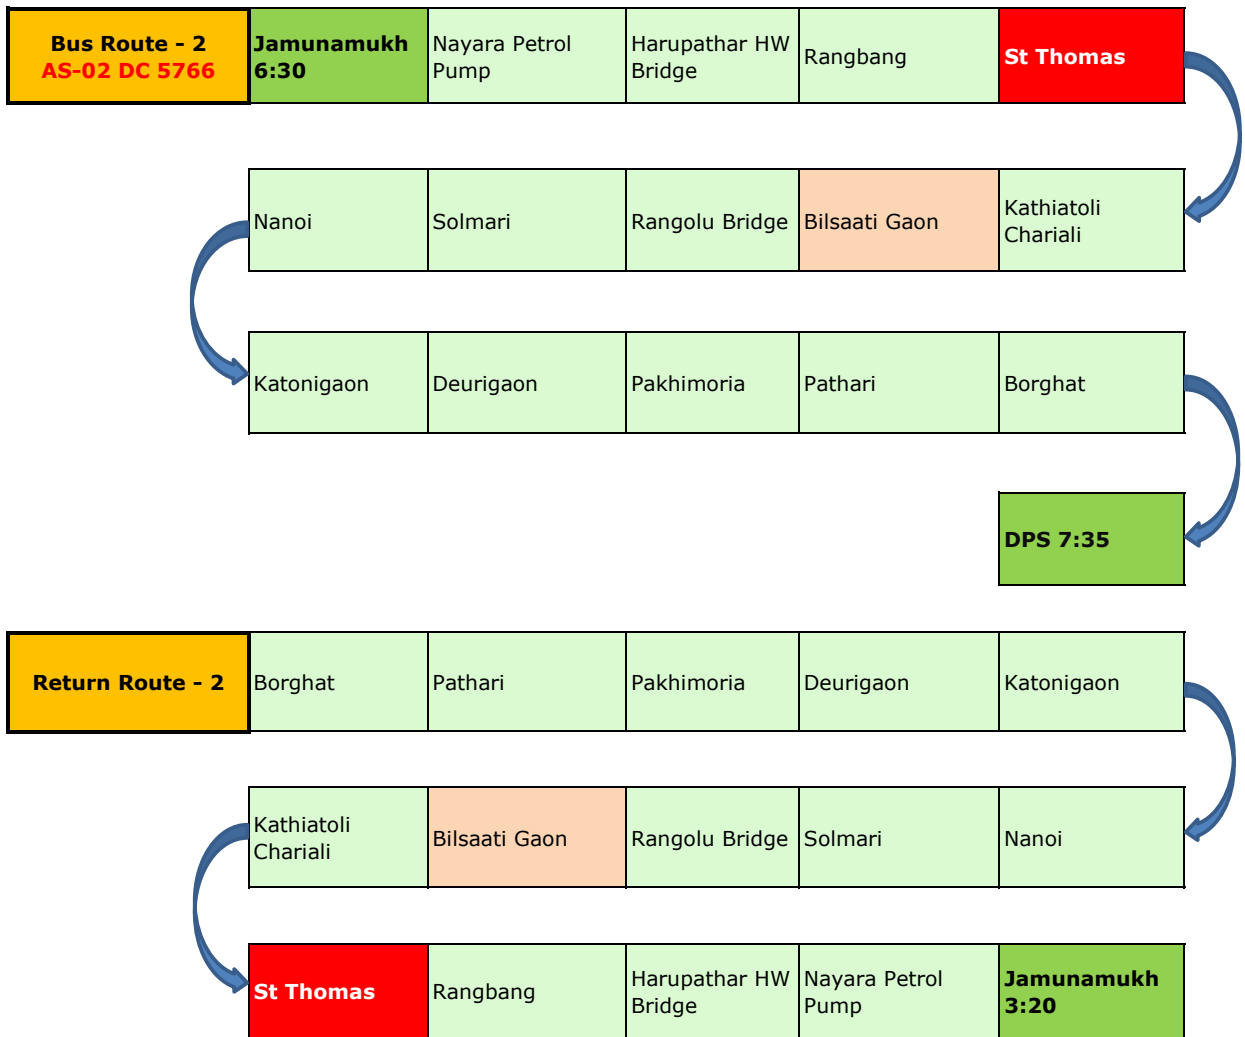 Bus Route - 2
AS-02 DC 5766
Jamunamukh
6:30
Nayara Petrol
Pump
Harupathar HW
Bridge
Rangbang
St Thomas
Nanoi
Solmari
Rangolu Bridge
Bilsaati Gaon
Kathiatoli
Chariali
Katonigaon
Deurigaon
Pakhimoria
Pathari
Borghat
DPS 7:35
Return Route - 2
Borghat
Pathari
Pakhimoria
Deurigaon
Katonigaon
Kathiatoli
Chariali
Bilsaati Gaon
Rangolu Bridge
Solmari
Nanoi
St Thomas
Rangbang
Harupathar HW
Bridge
Nayara Petrol
Pump
Jamunamukh
3:20